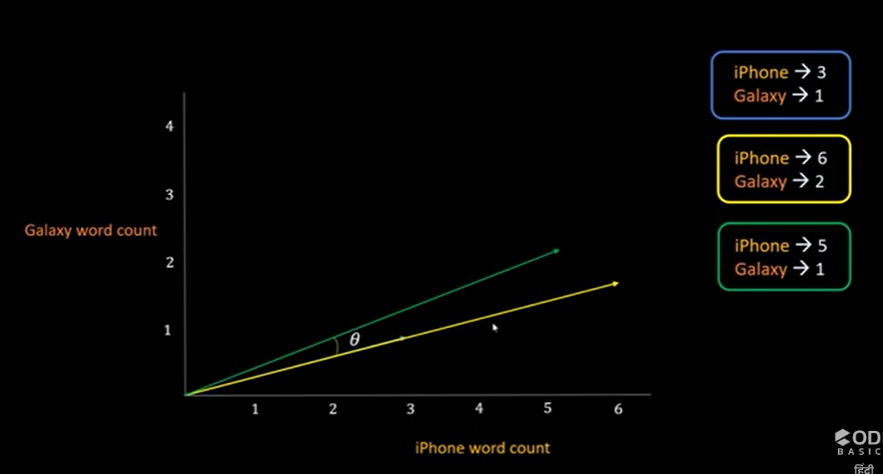 iPhone → 3
Galaxy → 1
iPhone → 6
Galaxy → 2
iPhone → 5
Galaxy → 1
4
3
Galaxy word count
2
1
θ
1 2 3 4 5 6
iPhone word count
COD
BASIC
हिंदी